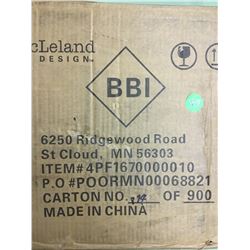 cLeland
DESIGN™
BBI
6250 Ridgewood Road
St Cloud, MN 56303
ITEM#4PF1670000010
P.O#POORMN00068821
CARTON NO. OF 900
MADE IN CHINA